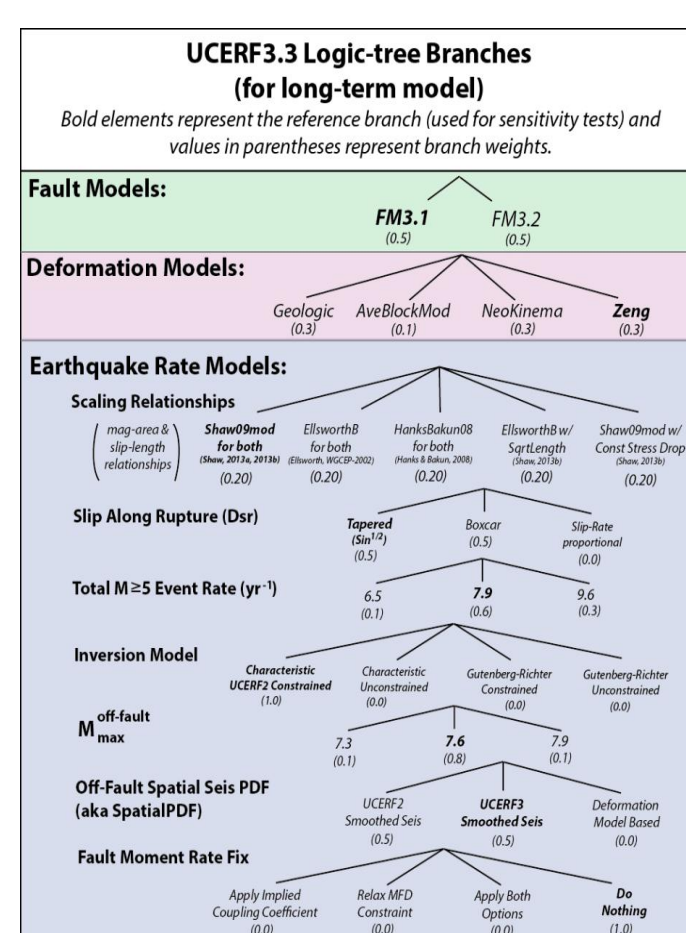 UCERF3.3 Logic-tree Branches
(for long-term model)
Bold elements represent the reference branch (used for sensitivity tests) and
values in parentheses represent branch weights.
Fault Models:
FM3.1 FM3.2
(0.5) (0.5)
Deformation Models:
Geologic AveBlockMod NeoKinema Zeng
(0.3) (0.1) (0.3) (0.3)
Earthquake Rate Models:
Scaling Relationships
( mag-area &
slip-length
relationships )
Shaw09mod
for both
(Shaw, 2013a, 2013b)
(0.20)
EllsworthB
for both
(Ellsworth, WGCEP-2002)
(0.20)
HanksBakun08
for both
(Hanks & Bakun, 2008)
(0.20)
EllsworthB w/
SqrtLength
(Shaw, 2013b)
(0.20)
Shaw09mod w/
Const Stress Drop
(Shaw, 2013b)
(0.20)
Slip Along Rupture (Dsr)
Tapered
(Sin1/2)
(0.5)
Boxcar
(0.5)
Slip-Rate
proportional
(0.0)
Total M≥5 Event Rate (yr-1)
6.5 7.9 9.6
(0.1) (0.6) (0.3)
Inversion Model
Characteristic
UCERF2 Constrained
(1.0)
Characteristic
Unconstrained
(0.0)
Gutenberg-Richter
Constrained
(0.0)
Gutenberg-Richter
Unconstrained
(0.0)
M off-fault
max
7.3 7.6 7.9
(0.1) (0.8) (0.1)
Off-Fault Spatial Seis PDF
(aka SpatialPDF)
UCERF2
Smoothed Seis
(0.5)
UCERF3
Smoothed Seis
(0.5)
Deformation
Model Based
(0.0)
Fault Moment Rate Fix
Apply Implied
Coupling Coefficient
(0.0)
Relax MFD
Constraint
(0.0)
Apply Both
Options
(0.0)
Do
Nothing
(1.0)